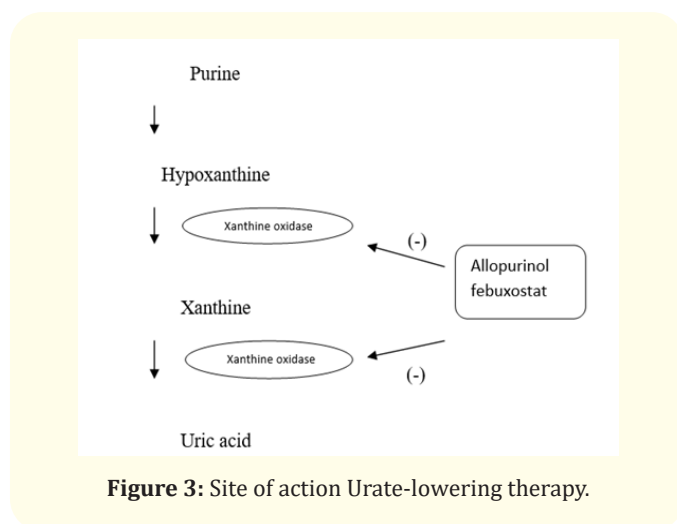 Purine
Hypoxanthine
Xanthine oxidase
(-)
Allopurinol
febuxostat
Xanthine
Xanthine oxidase
(-)
Uric acid
Figure 3: Site of action Urate-lowering therapy.